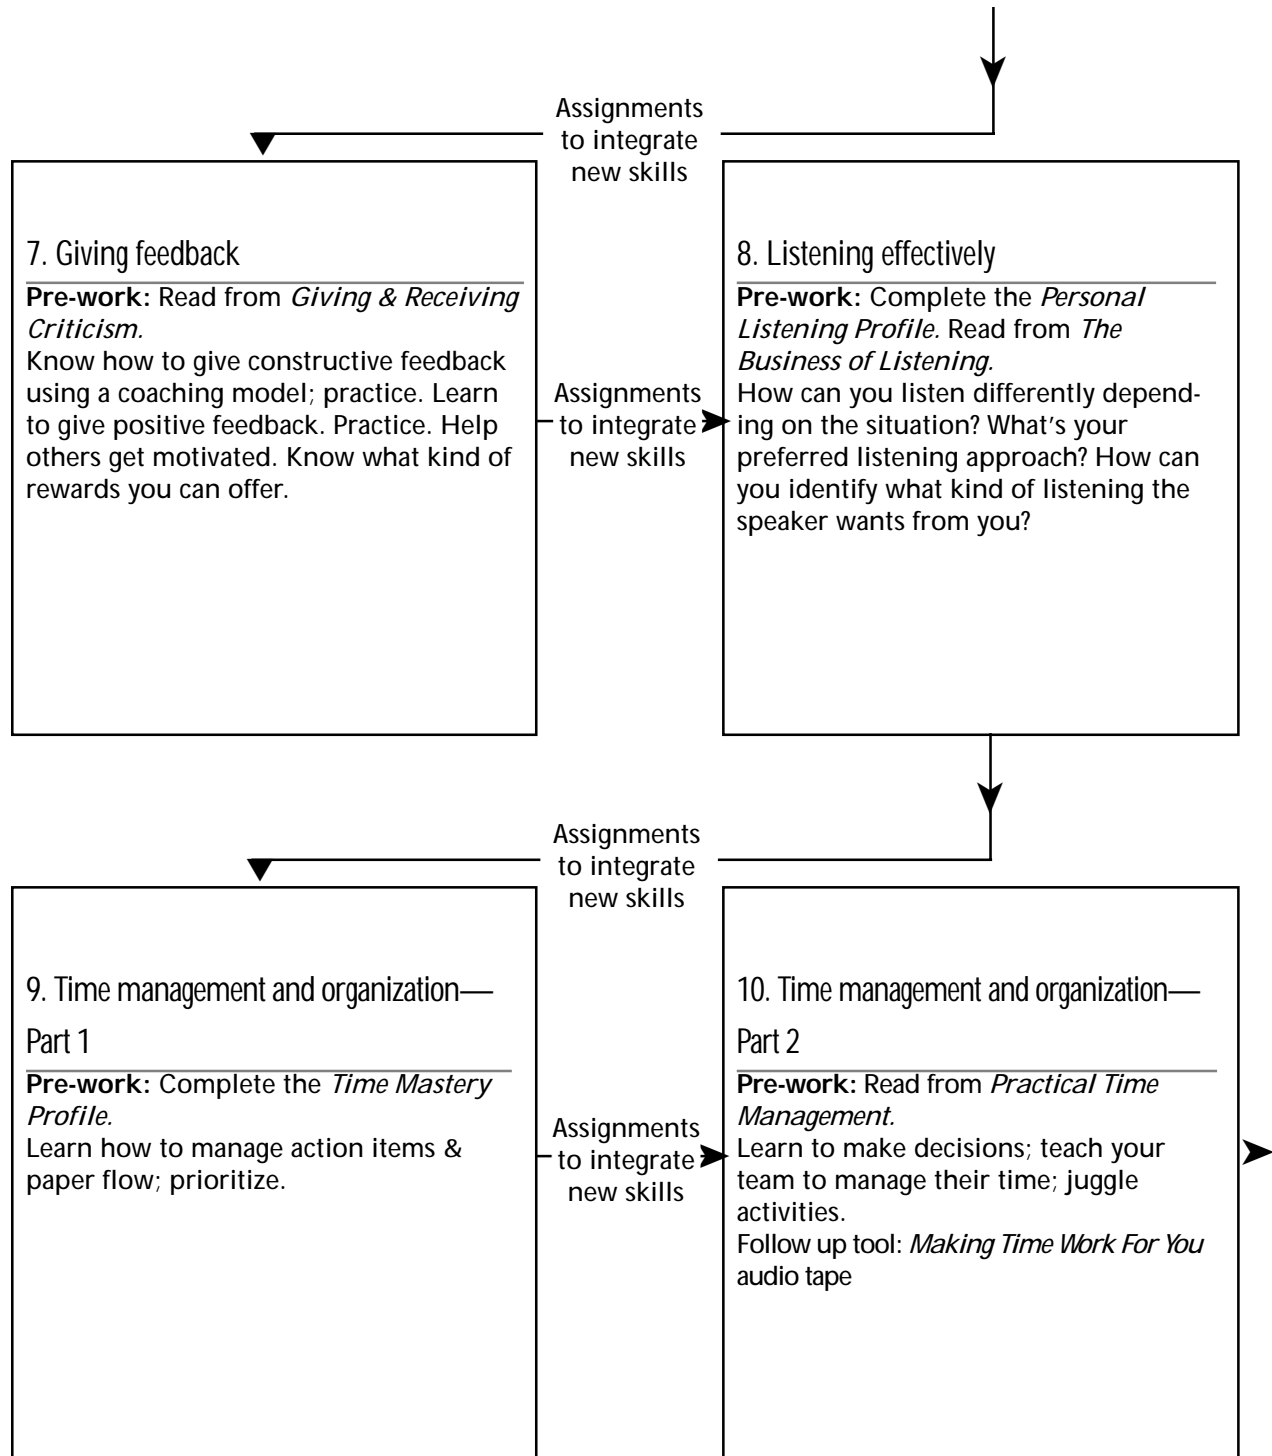 Assignments
to integrate
new skills
7. Giving feedback
Pre-work: Read from Giving & Receiving
Criticism.
Know how to give constructive feedback
using a coaching model; practice. Learn
to give positive feedback. Practice. Help
others get motivated. Know what kind of
rewards you can offer.
Assignments
to integrate
new skills
8. Listening effectively
Pre-work: Complete the Personal
Listening Profile. Read from The
Business of Listening.
How can you listen differently depend-
ing on the situation? What's your
preferred listening approach? How can
you identify what kind of listening the
speaker wants from you?
Assignments
to integrate
new skills
9. Time management and organization—
Part 1
Pre-work: Complete the Time Mastery
Profile.
Learn how to manage action items &
paper flow; prioritize.
Assignments
to integrate
new skills
10. Time management and organization—
Part 2
Pre-work: Read from Practical Time
Management.
Learn to make decisions; teach your
team to manage their time; juggle
activities.
Follow up tool: Making Time Work For You
audio tape